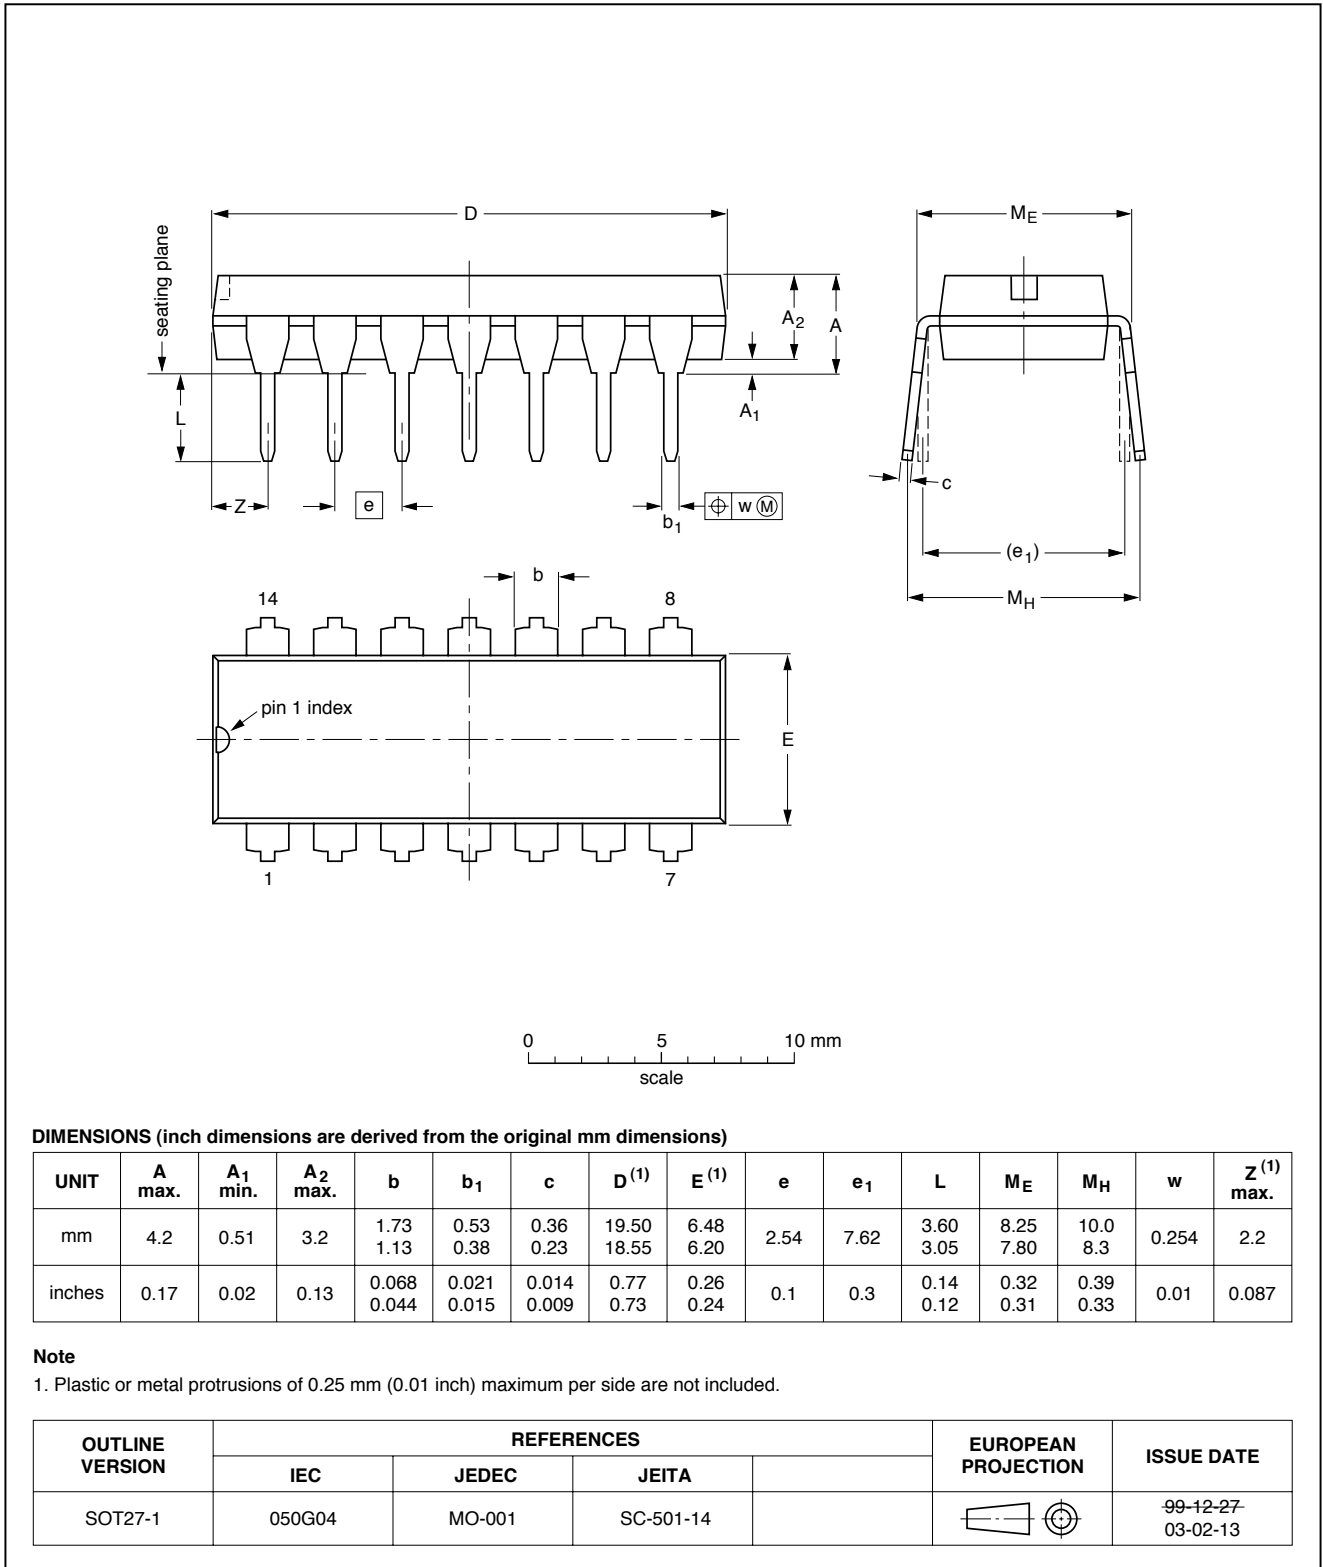 D
ME
seating plane
A2
A
A1
L
Z
e
b1
w M
c
(e1)
MH
b
14
8
pin 1 index
E
1
7
0 5 10 mm
scale
DIMENSIONS (inch dimensions are derived from the original mm dimensions)
UNIT A max. A1 min. A2 max. b b1 c D(1) E(1) e e1 L ME MH w Z(1) max.
mm 4.2 0.51 3.2 1.73 1.13 0.53 0.38 0.36 0.23 19.50 18.55 6.48 6.20 2.54 7.62 3.60 3.05 8.25 7.80 10.0 8.3 0.254 2.2
inches 0.17 0.02 0.13 0.068 0.044 0.021 0.015 0.014 0.009 0.77 0.73 0.26 0.24 0.1 0.3 0.14 0.12 0.32 0.31 0.39 0.33 0.01 0.087
Note
1. Plastic or metal protrusions of 0.25 mm (0.01 inch) maximum per side are not included.
OUTLINE VERSION REFERENCES EUROPEAN PROJECTION ISSUE DATE
IEC JEDEC JEITA
SOT27-1 050G04 MO-001 SC-501-14 99-12-27
03-02-13